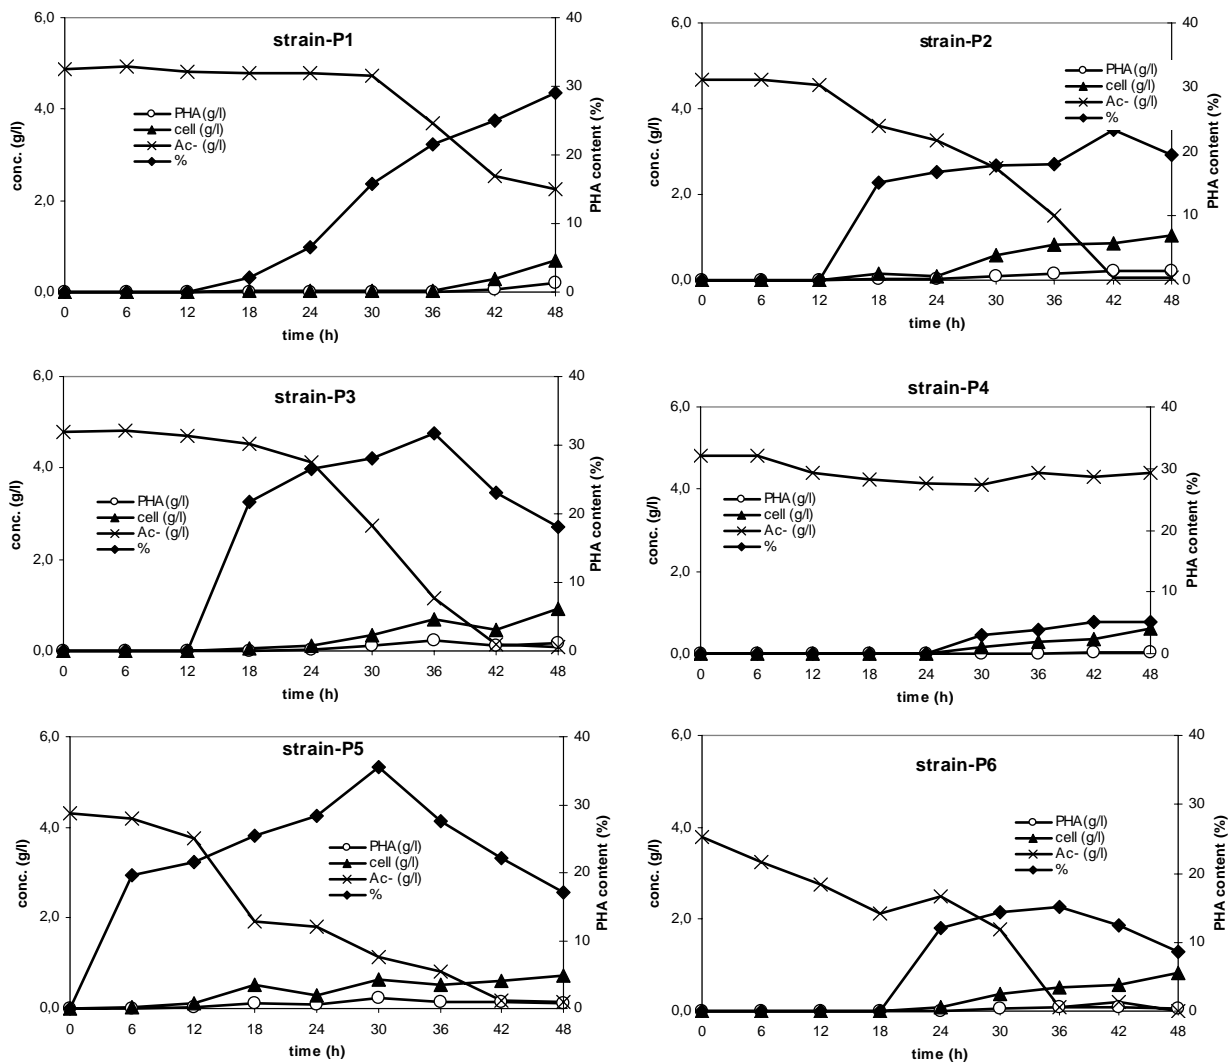 strain-P1
6,0
4,0
2,0
0,0
conc. (g/l)
PHA(g/l)
cell (g/l)
Ac- (g/l)
%
40
30
20
10
0
PHA content (%)
0 6 12 18 24 30 36 42 48
time (h)
strain-P2
6,0
4,0
2,0
0,0
conc. (g/l)
PHA(g/l)
cell (g/l)
Ac- (g/l)
%
40
30
20
10
0
PHA content (%)
0 6 12 18 24 30 36 42 48
time (h)
strain-P3
6,0
4,0
2,0
0,0
conc. (g/l)
PHA(g/l)
cell (g/l)
Ac- (g/l)
%
40
30
20
10
0
PHA content (%)
0 6 12 18 24 30 36 42 48
time (h)
strain-P4
6,0
4,0
2,0
0,0
conc. (g/l)
PHA(g/l)
cell (g/l)
Ac- (g/l)
%
40
30
20
10
0
PHA content (%)
0 6 12 18 24 30 36 42 48
time (h)
strain-P5
6,0
4,0
2,0
0,0
conc. (g/l)
PHA(g/l)
cell (g/l)
Ac- (g/l)
%
40
30
20
10
0
PHA content (%)
0 6 12 18 24 30 36 42 48
time (h)
strain-P6
6,0
4,0
2,0
0,0
conc. (g/l)
PHA(g/l)
cell (g/l)
Ac- (g/l)
%
40
30
20
10
0
PHA content (%)
0 6 12 18 24 30 36 42 48
time (h)